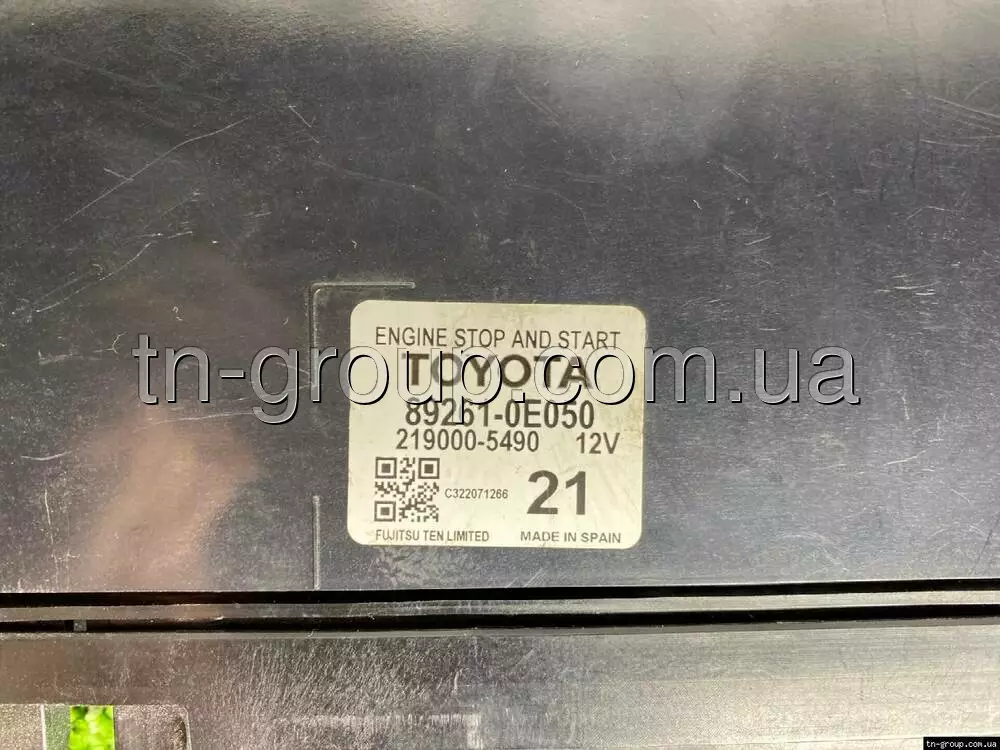 ENGINE STOP AND START
TOYOTA
tn-group.com.ua
89261-0E050
219000-5490 12V
C322071266
21
FUJITSU TEN LIMITED MADE IN SPAIN
tn-group.com.ua